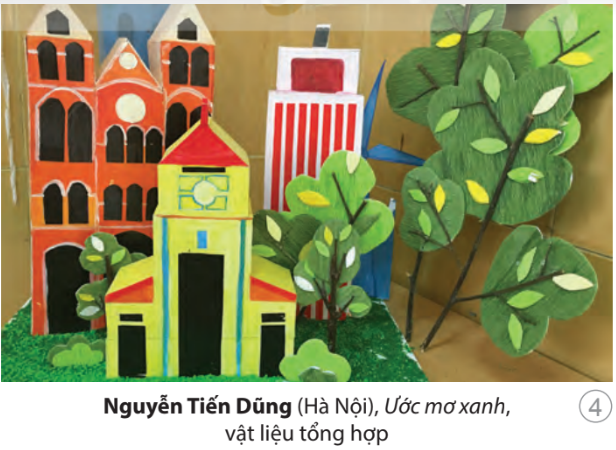 Nguyễn Tiến Dũng (Hà Nội), Ước mơ xanh,
vật liệu tổng hợp
4